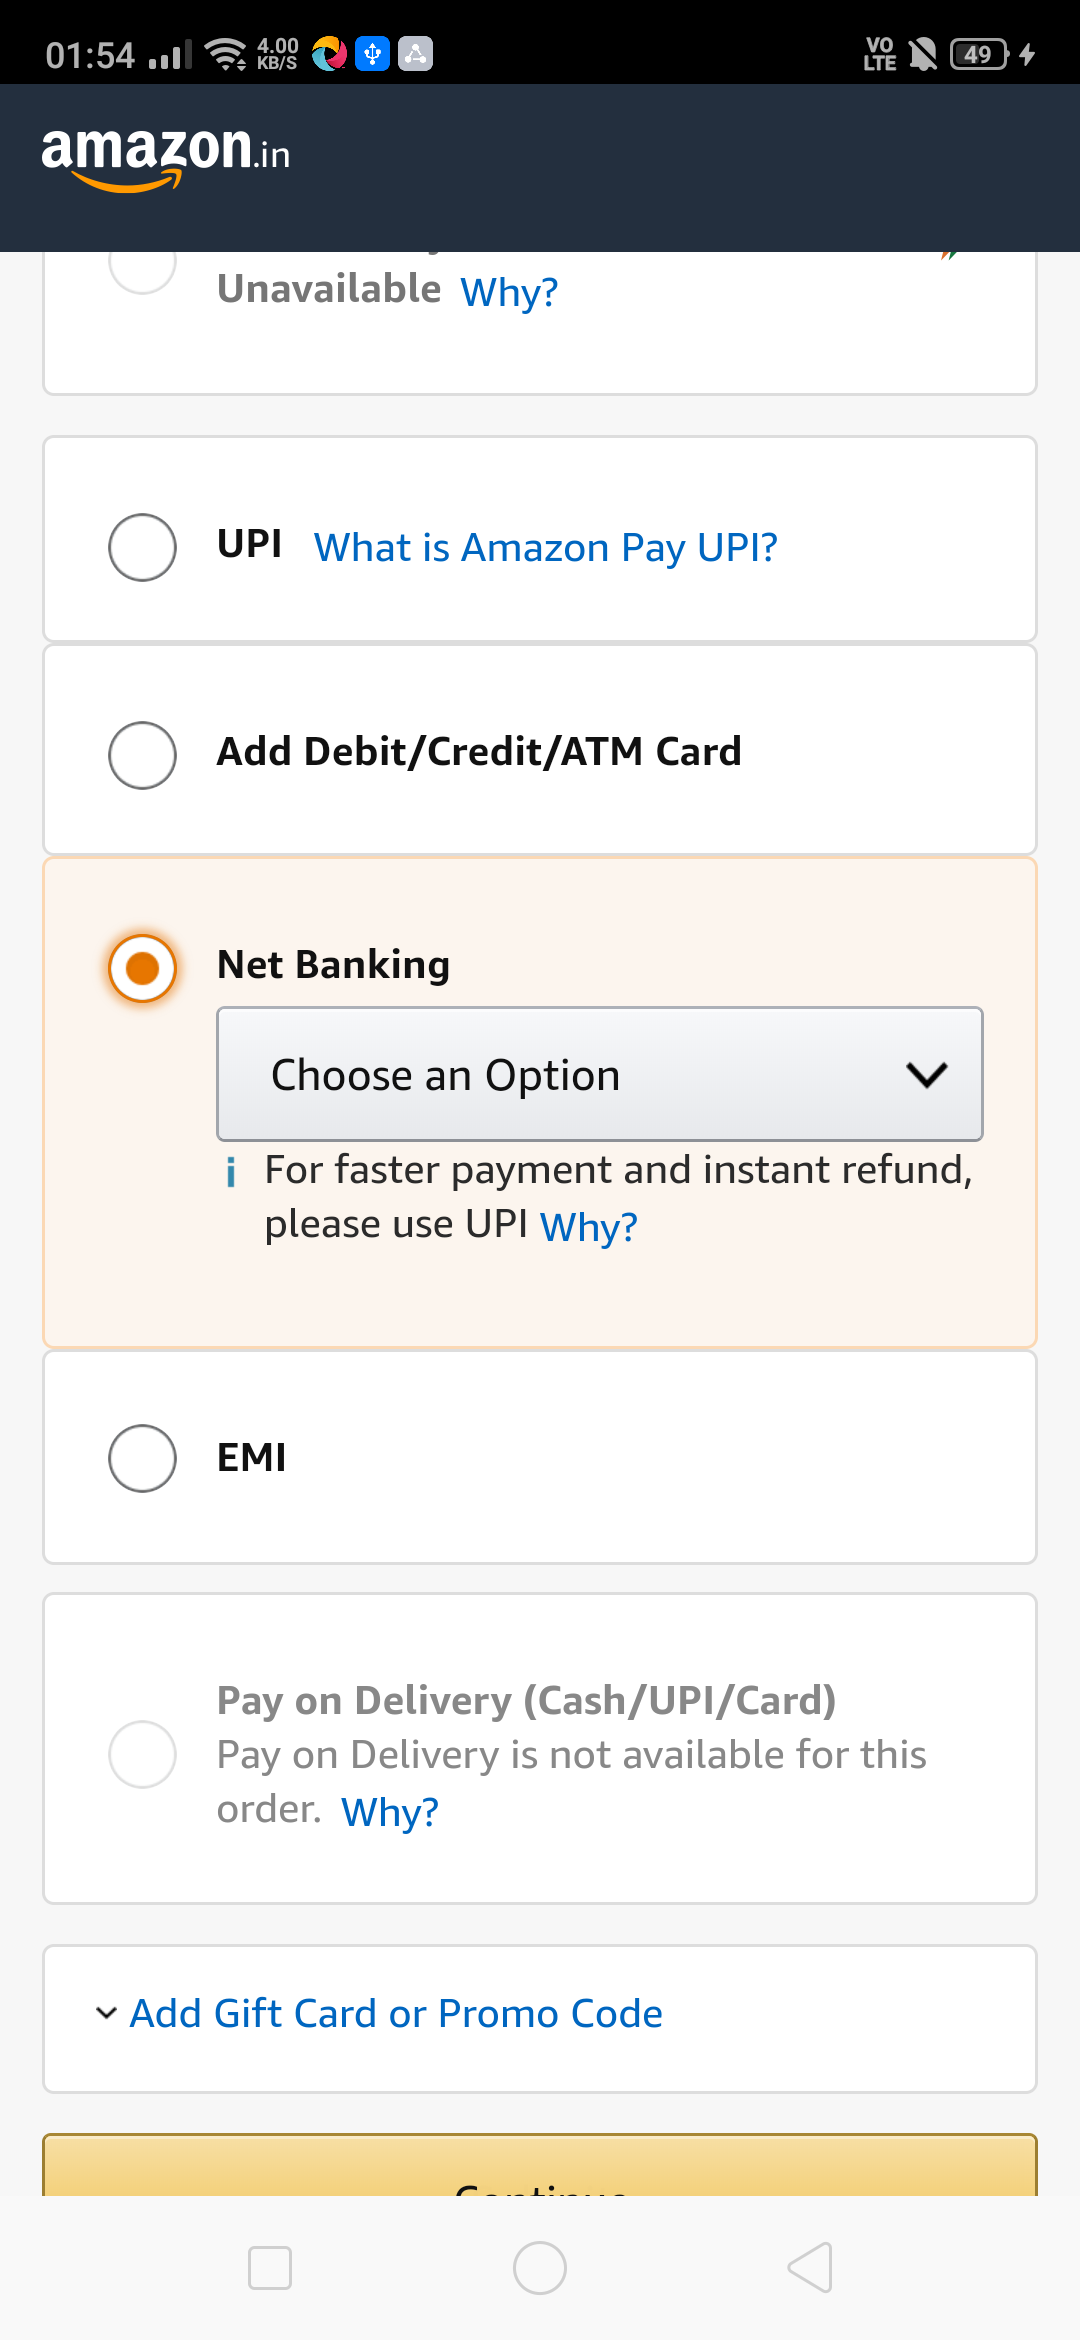 01:54 4.00 KB/S VO LTE 49
amazon.in
Unavailable Why?
UPI What is Amazon Pay UPI?
Add Debit/Credit/ATM Card
Net Banking
Choose an Option
i For faster payment and instant refund,
please use UPI Why?
EMI
Pay on Delivery (Cash/UPI/Card)
Pay on Delivery is not available for this
order. Why?
Add Gift Card or Promo Code
Continue